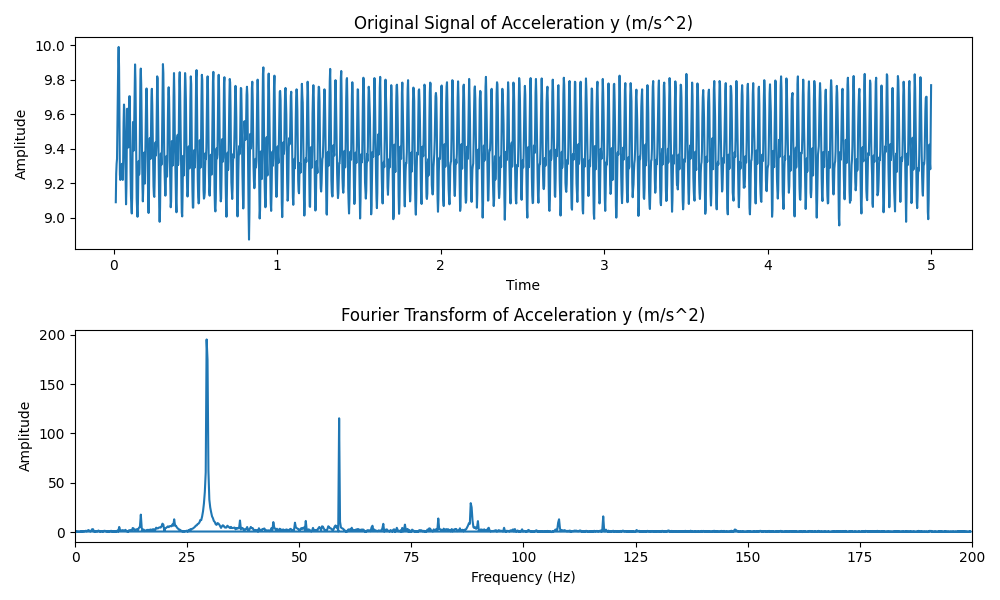 Original Signal of Acceleration y (m/s^2)
10.0
9.8
9.6
9.4
9.2
9.0
Amplitude
0 1 2 3 4 5
Time
Fourier Transform of Acceleration y (m/s^2)
200
150
100
50
0
Amplitude
0 25 50 75 100 125 150 175 200
Frequency (Hz)